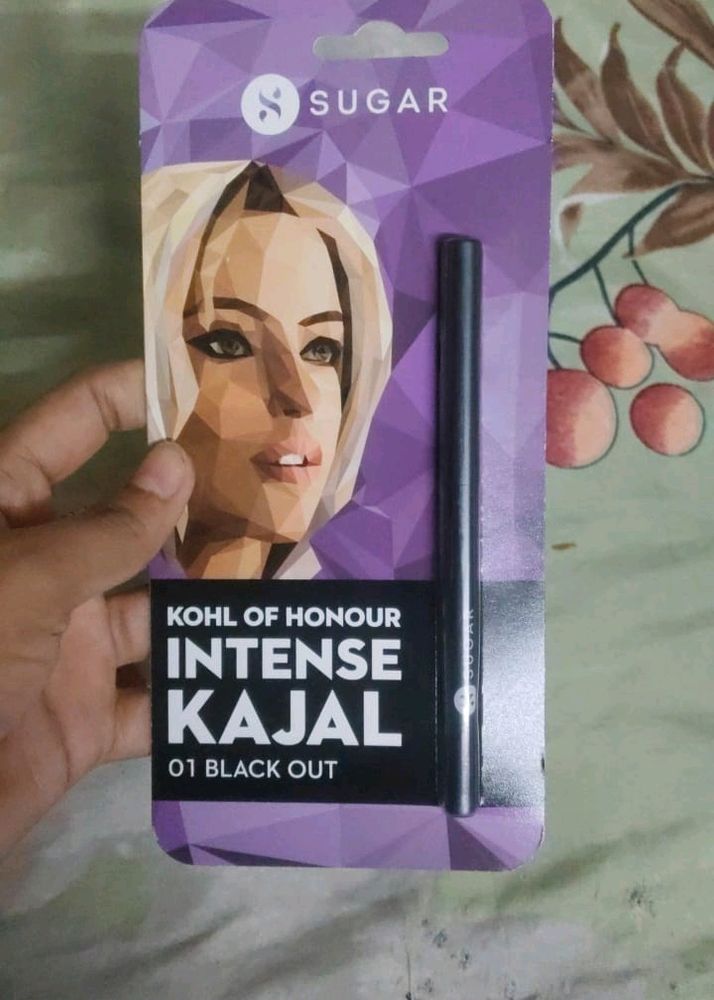 SUGAR
KOHL OF HONOUR
INTENSE
KAJAL
01 BLACK OUT
SUGAR